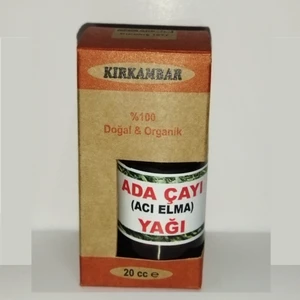 KIRKAMBAR
%100
Doğal & Organik
ADA ÇAYI
(ACI ELMA)
YAĞI
20 cc e